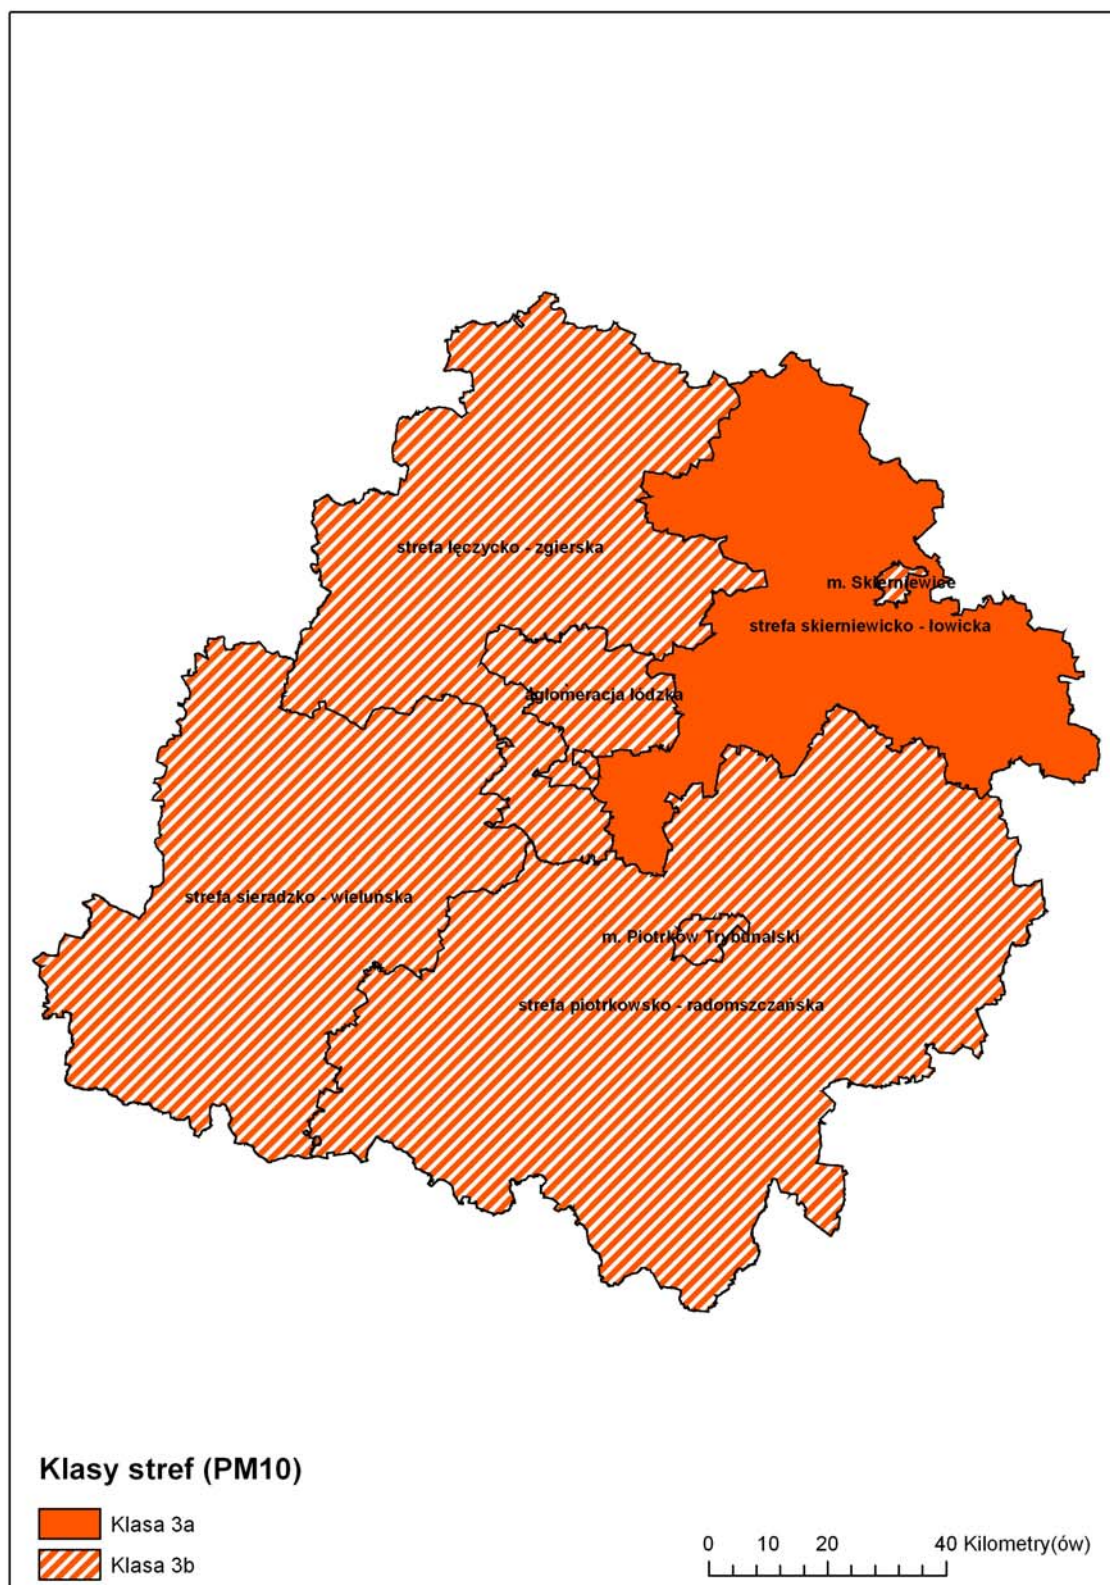 strefa łęczycko - zgierska
m. Skierniewice
strefa skierniewicko - łowicka
aglomeracja łódzka
strefa sieradzko - wieluńska
m. Piotrków Trybunalski
strefa piotrkowsko - radomszczańska
Klasy stref (PM10)
Klasa 3a
Klasa 3b
0 10 20 40 Kilometry(ów)